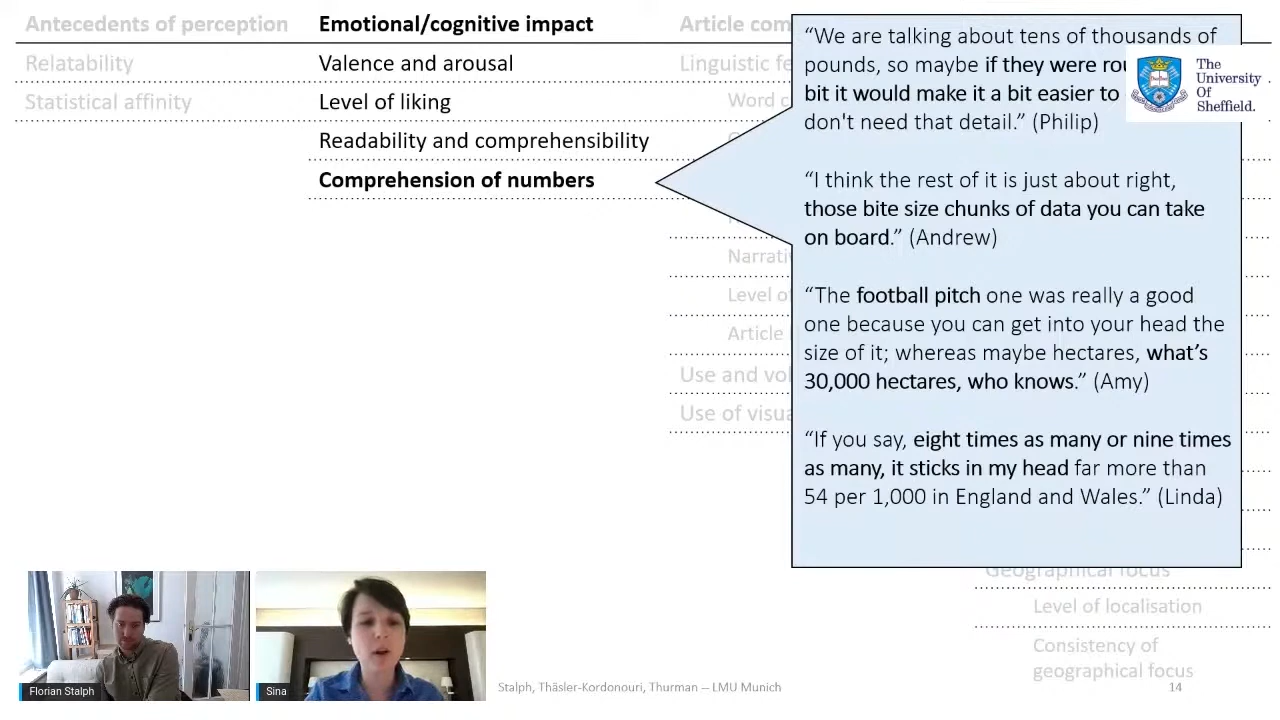 Antecedents of perception
Relatability
Statistical affinity
Emotional/cognitive impact
Valence and arousal
Level of liking
Readability and comprehensibility
Comprehension of numbers
Article
Linguistic
Word
Level of
Article
Use and
Use of
“We are talking about tens of thousands of
pounds, so maybe if they were
bit it would make it a bit easier to
don't need that detail.” (Philip)
“I think the rest of it is just about right,
those bite size chunks of data you can take
on board.” (Andrew)
“The football pitch one was really a good
one because you can get into your head the
size of it; whereas maybe hectares, what’s
30,000 hectares, who knows.” (Amy)
“If you say, eight times as many or nine times
as many, it sticks in my head far more than
54 per 1,000 in England and Wales.” (Linda)
The
University
Of
Sheffield.
Geographical focus
Level of localisation
Consistency of
geographical focus
Florian Stalph
Sina
Stalph, Thäsler-Kordonouri, Thurman – LMU Munich
14